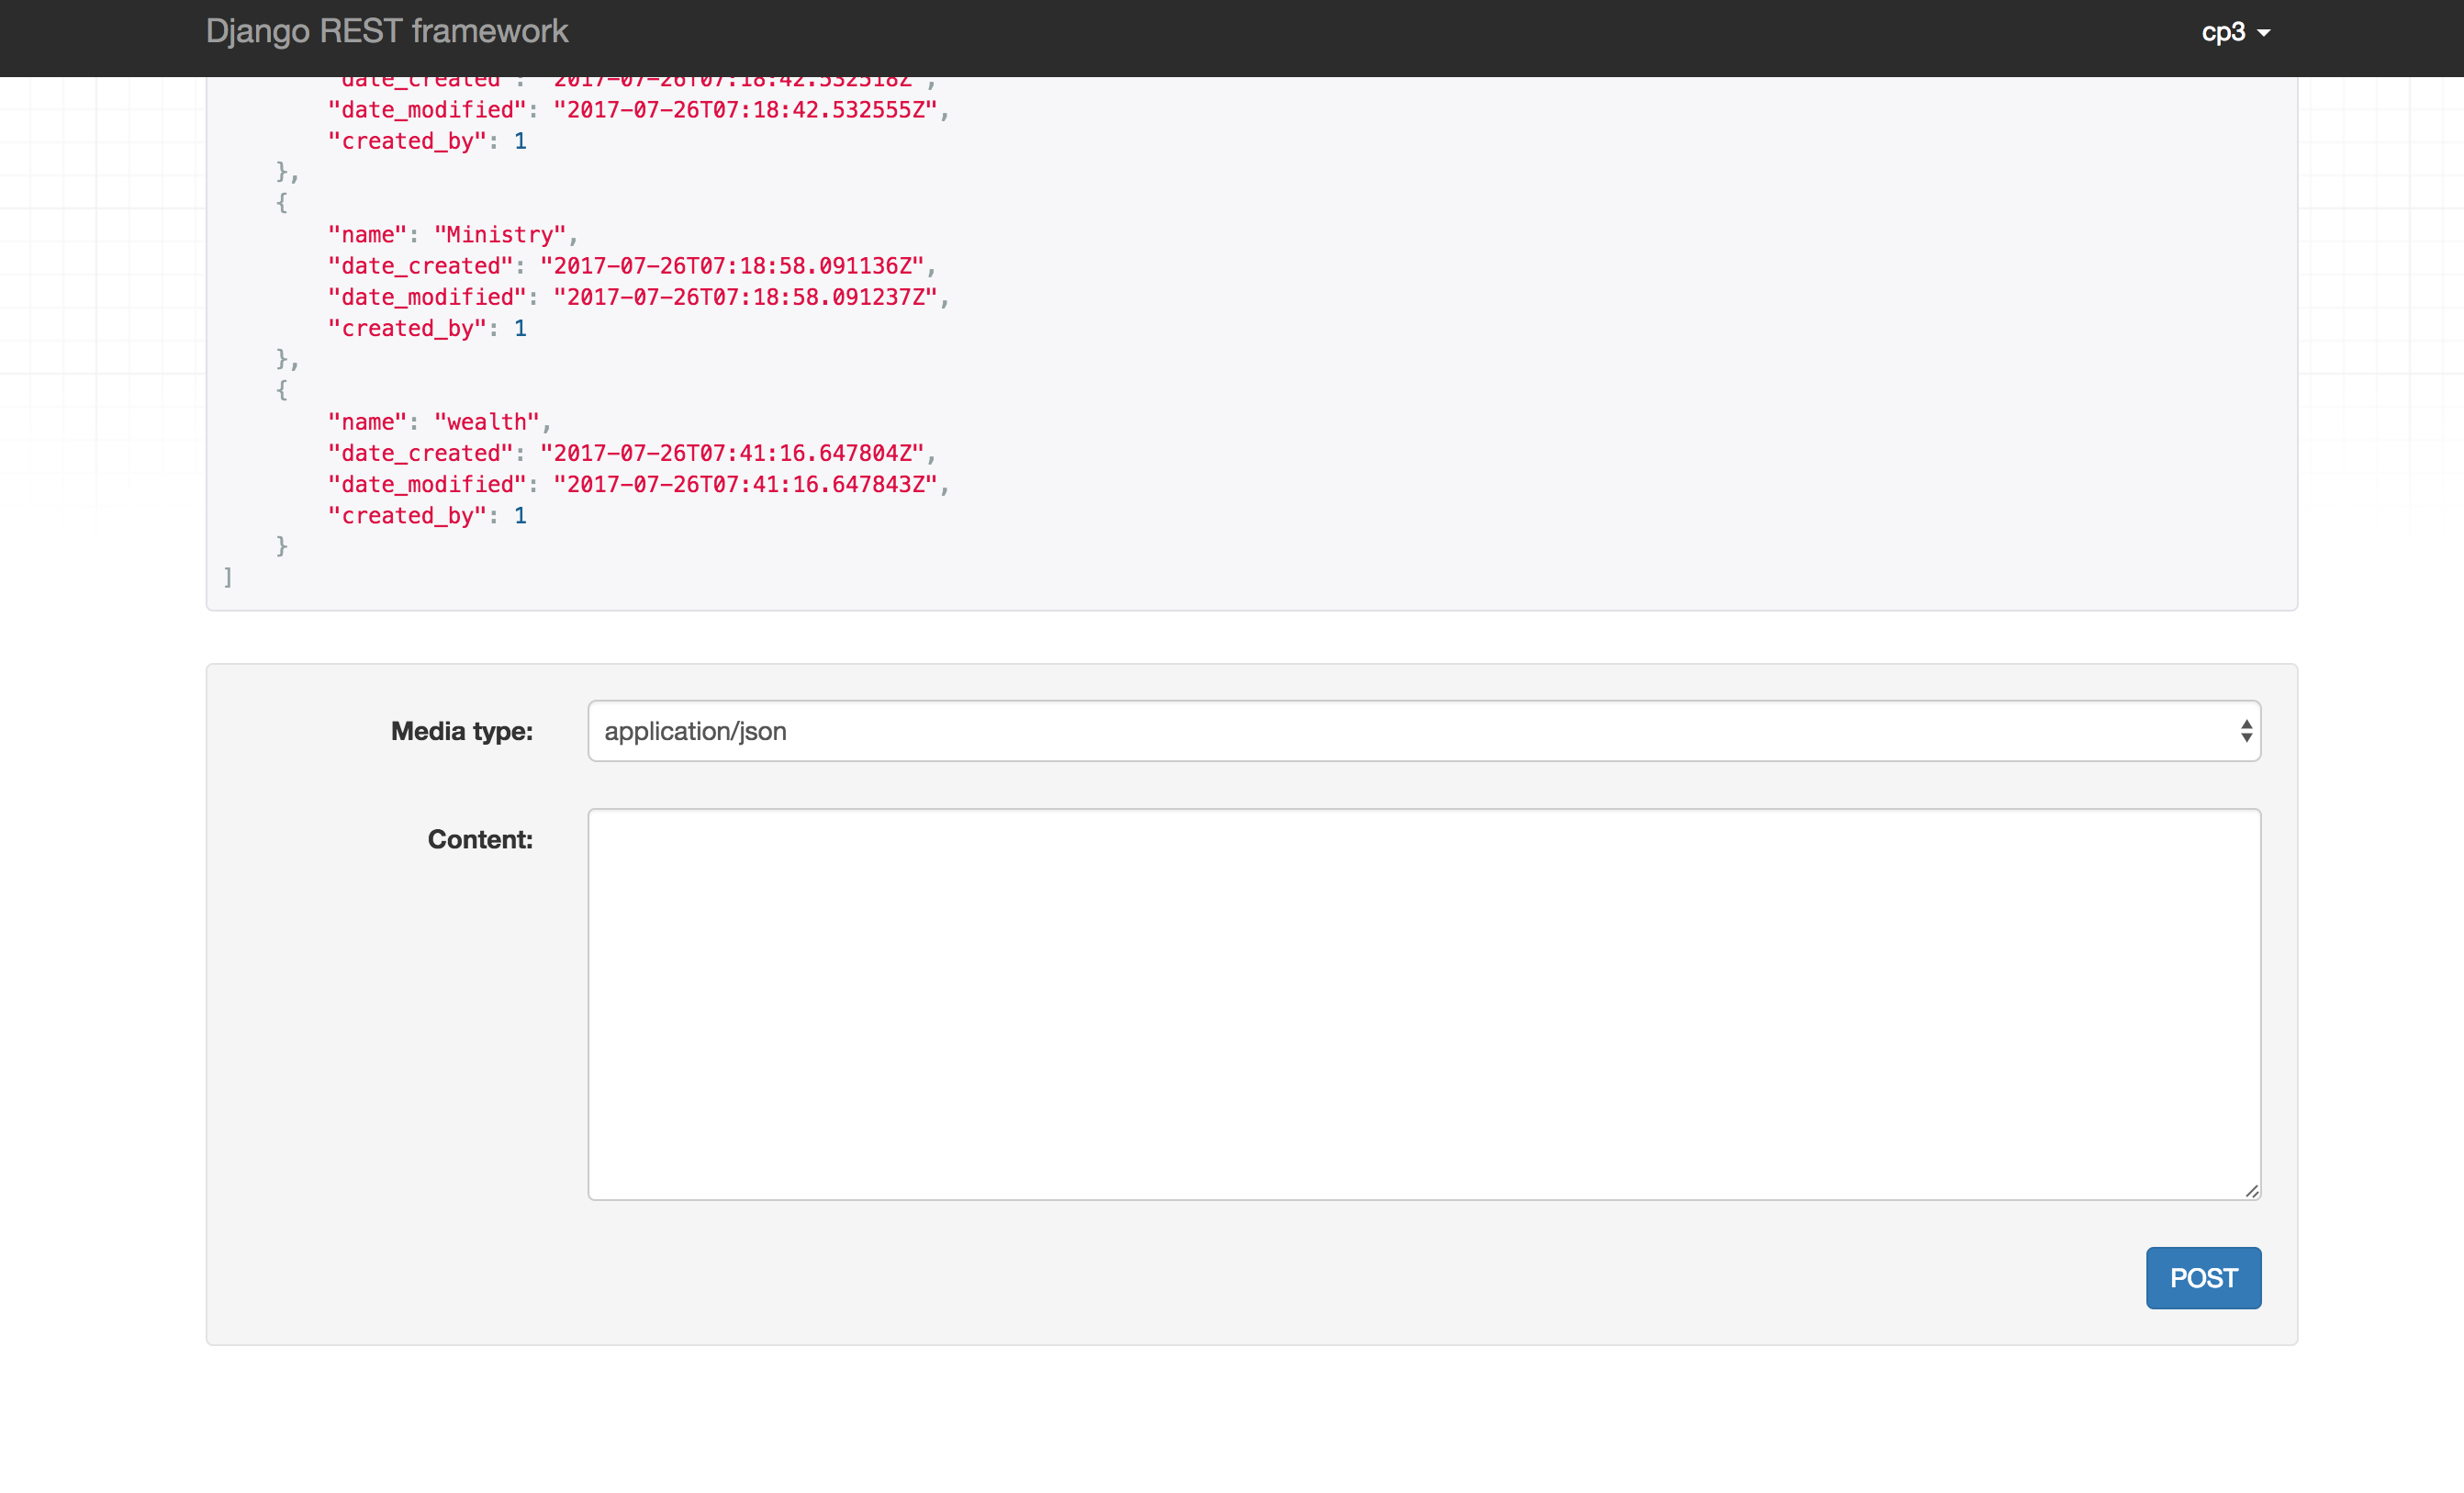 Django REST framework
cp3
"date_created": "2017-07-26T07:18:42.532518Z",
"date_modified": "2017-07-26T07:18:42.532555Z",
"created_by": 1
},
{
"name": "Ministry",
"date_created": "2017-07-26T07:18:58.091136Z",
"date_modified": "2017-07-26T07:18:58.091237Z",
"created_by": 1
},
{
"name": "wealth",
"date_created": "2017-07-26T07:41:16.647804Z",
"date_modified": "2017-07-26T07:41:16.647843Z",
"created_by": 1
}
]
Media type:
application/json
Content:
POST